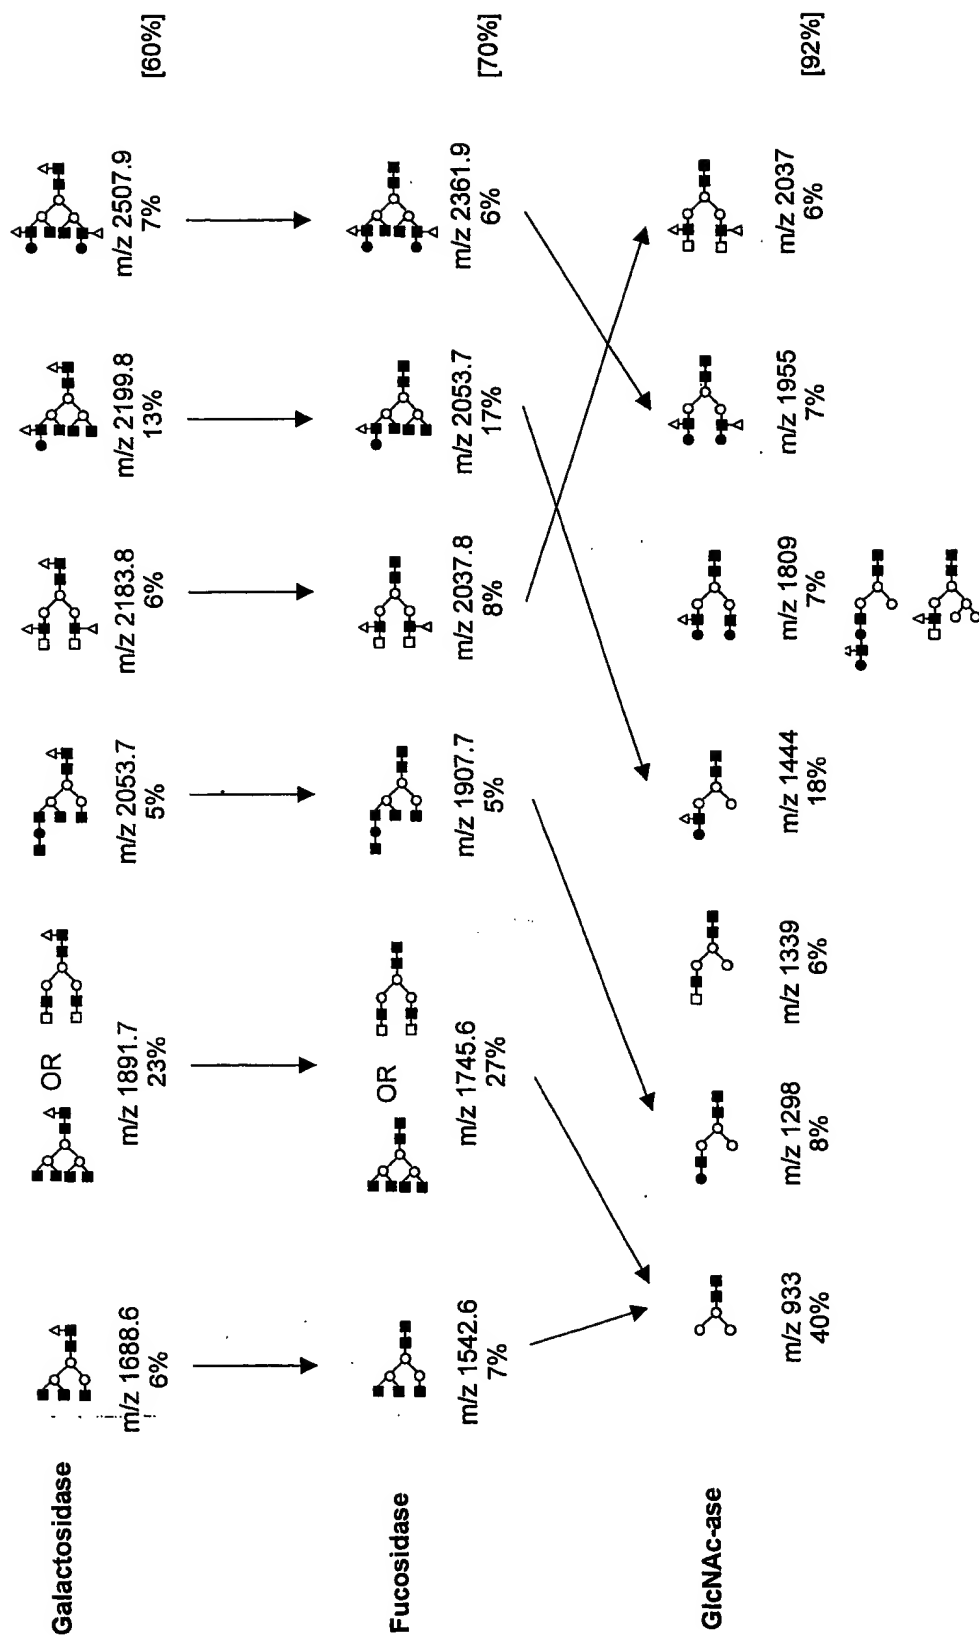 Galactosidase
OR
m/z 1688.6
6%
m/z 1891.7
23%
m/z 2053.7
5%
m/z 2183.8
6%
m/z 2199.8
13%
m/z 2507.9
7%
[60%]
Fucosidase
OR
m/z 1542.6
7%
m/z 1745.6
27%
m/z 1907.7
5%
m/z 2037.8
8%
m/z 2053.7
17%
m/z 2361.9
6%
[70%]
GlcNAc-ase
m/z 933
40%
m/z 1298
8%
m/z 1339
6%
m/z 1444
18%
m/z 1809
7%
m/z 1955
7%
m/z 2037
6%
[92%]